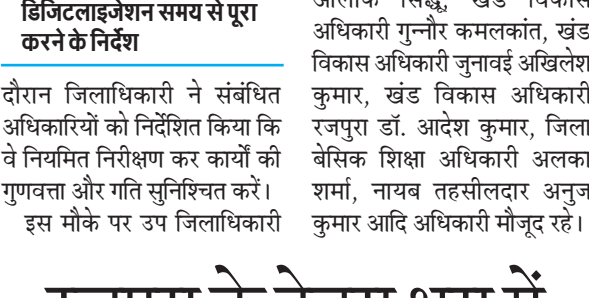 डिजिटलाइजेशन समय से पूरा
करने के निर्देश
दौरान जिलाधिकारी ने संबंधित
अधिकारियों को निर्देशित किया कि
वे नियमित निरीक्षण कर कार्यों की
गुणवत्ता और गति सुनिश्चित करें।
इस मौके पर उप जिलाधिकारी
खंड विकास
अधिकारी गुन्नौर कमलकांत, खंड
विकास अधिकारी जुनावई अखिलेश
कुमार, खंड विकास अधिकारी
रजपुरा डॉ. आदेश कुमार, जिला
बेसिक शिक्षा अधिकारी अलका
शर्मा, नायब तहसीलदार अनुज
कुमार आदि अधिकारी मौजूद रहे।